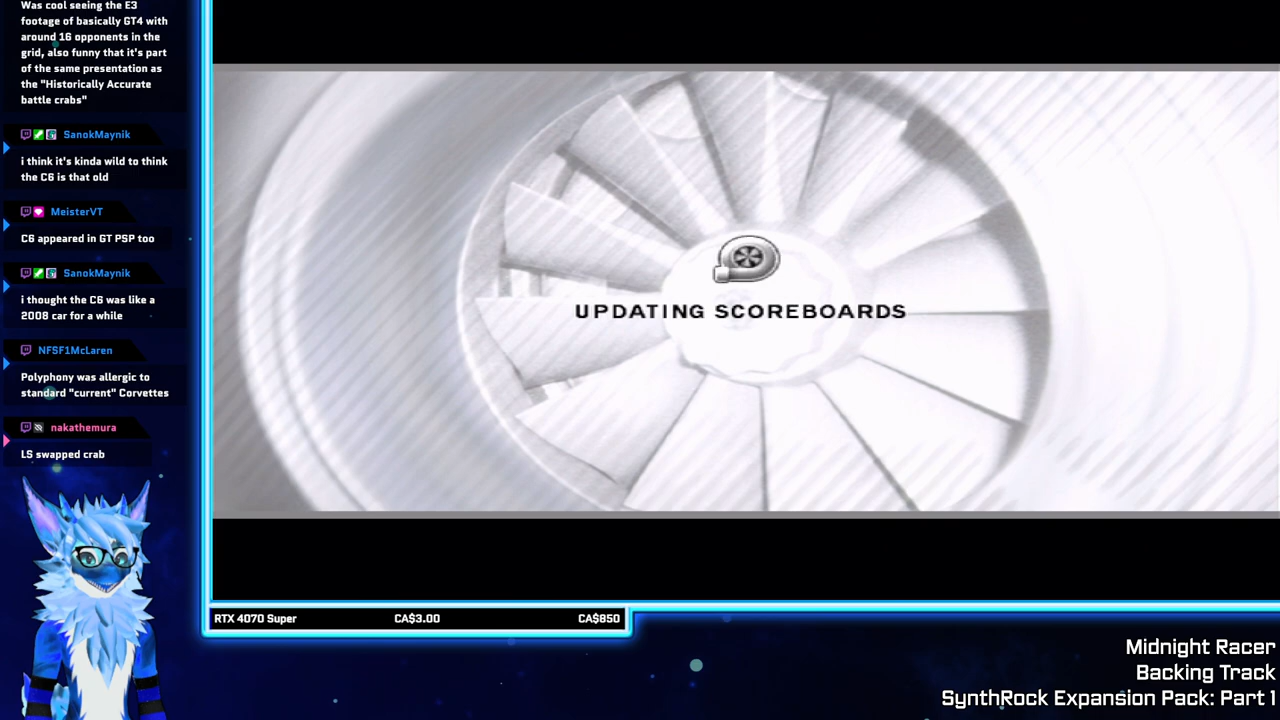 Was cool seeing the E3
footage of basically GT4 with
around 16 opponents in the
grid, also funny that it's part
of the same presentation as
the "Historically Accurate
battle crabs"
SanokMaynik
i think it's kinda wild to think
the C6 is that old
MeisterVT
C6 appeared in GT PSP too
SanokMaynik
i thought the C6 was like a
2008 car for a while
NFSF1McLaren
Polyphony was allergic to
standard "current" Corvettes
nakathemura
LS swapped crab
UPDATING SCOREBOARDS
RTX 4070 Super CA$3.00 CA$850
Midnight Racer
Backing Track
SynthRock Expansion Pack: Part 1